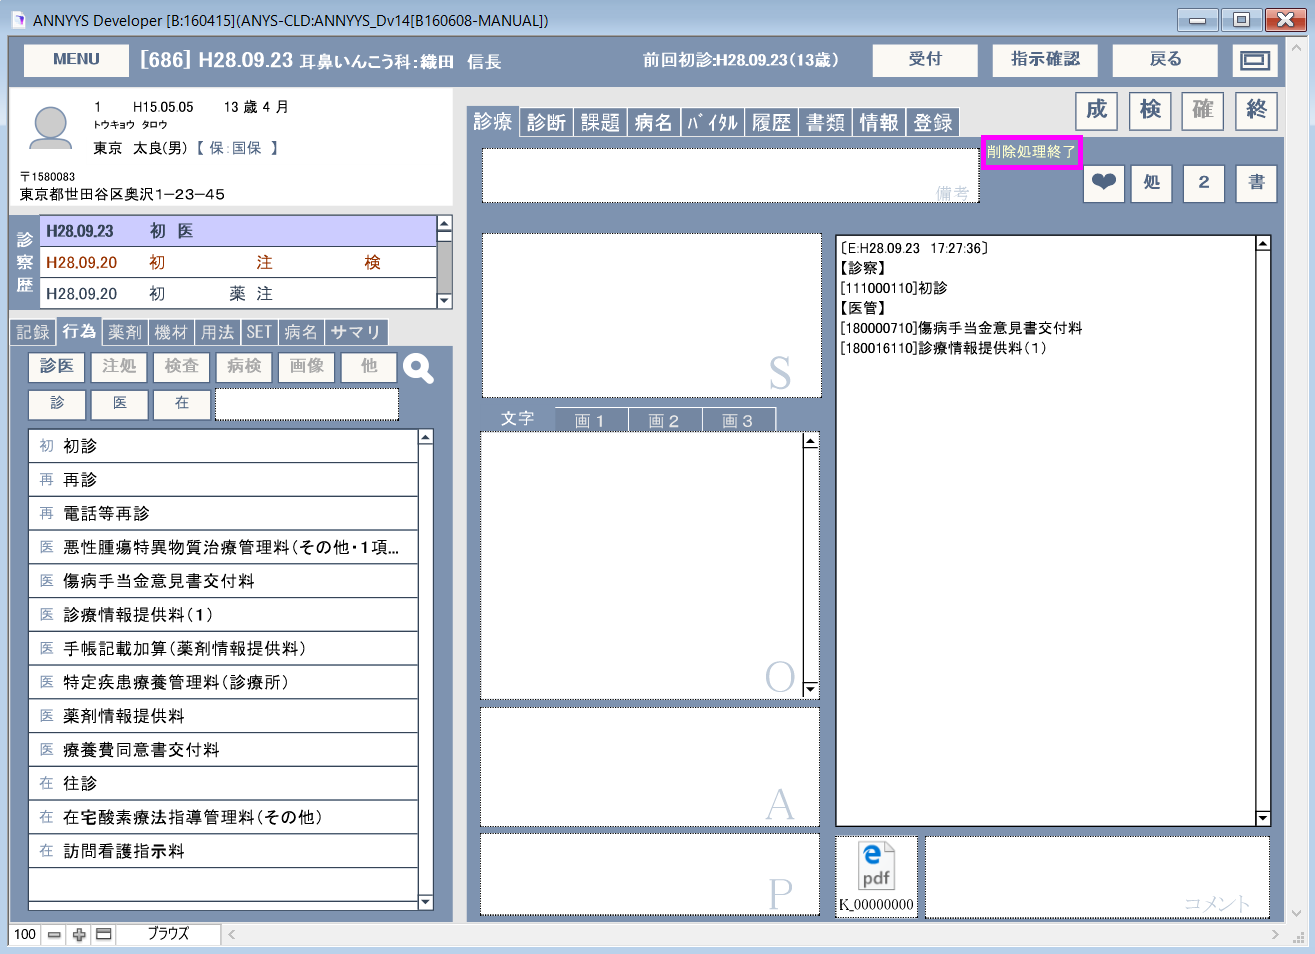 ANNYYS Developer [B:160415](ANYS-CLD:ANNYYS_Dv14[B160608-MANUAL])
MENU
[686] H28.09.23 耳鼻いんこう科:織田　信長
前回初診:H28.09.23(13歳)
受付
指示確認
戻る
1　H15.05.05　13 歳 4 月
トウキョウ　タロウ
東京　太良(男)【 保:国保 】
〒1580083
東京都世田谷区奥沢1-23-45
診察歴
H28.09.23　初　医
H28.09.20　初　注　検
H28.09.20　初　薬　注
記録 行為 薬剤 機材 用法 SET 病名 サマリ
診医 注処 検査 病検 画像 他
診 医 在
初 初診
再 再診
再 電話等再診
医 悪性腫瘍特異物質治療管理料(その他・1項...
医 傷病手当金意見書交付料
医 診療情報提供料(1)
医 手帳記載加算(薬剤情報提供料)
医 特定疾患療養管理料(診療所)
医 薬剤情報提供料
医 療養費同意書交付料
在 往診
在 在宅酸素療法指導管理料(その他)
在 訪問看護指示料
診療 診断 課題 病名 バイタル 履歴 書類 情報 登録
成 検 確 終
削除処理終了
備考
処 2 書
S
文字 画1 画2 画3
O
A
P
[E:H28.09.23　17:27:36]
【診察】
[111000110]初診
【医管】
[180000710]傷病手当金意見書交付料
[180016110]診療情報提供料(1)
pdf
K_00000000
コメント
100
ブラウズ